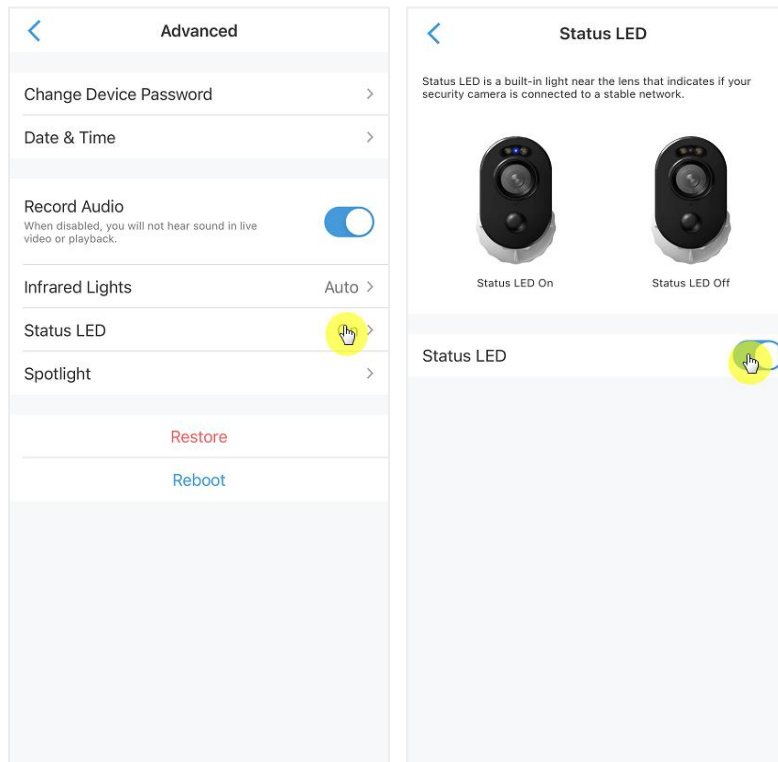 Advanced
Change Device Password
Date & Time
Record Audio
When disabled, you will not hear sound in live
video or playback.
Infrared Lights
Auto
Status LED
Spotlight
Restore
Reboot
Status LED
Status LED is a built-in light near the lens that indicates if your
security camera is connected to a stable network.
Status LED On
Status LED Off
Status LED